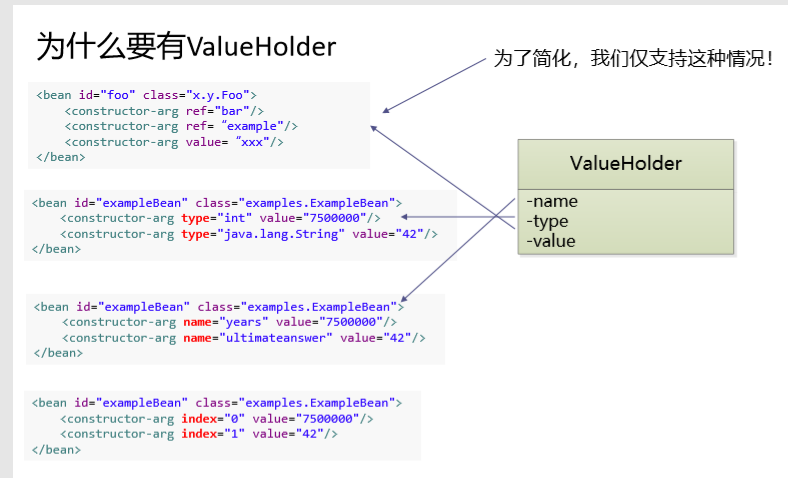 为什么要有ValueHolder
为了简化，我们仅支持这种情况！
<bean id="foo" class="x.y.Foo">
<constructor-arg ref="bar"/>
<constructor-arg ref= “example"/>
<constructor-arg value= “xxx"/>
</bean>
ValueHolder
-name
-type
-value
<bean id="exampleBean" class="examples.ExampleBean">
<constructor-arg type="int" value="7500000"/>
<constructor-arg type="java.lang.String" value="42"/>
</bean>
<bean id="exampleBean" class="examples.ExampleBean">
<constructor-arg name="years" value="7500000"/>
<constructor-arg name="ultimateanswer" value="42"/>
</bean>
<bean id="exampleBean" class="examples.ExampleBean">
<constructor-arg index="0" value="7500000"/>
<constructor-arg index="1" value="42"/>
</bean>